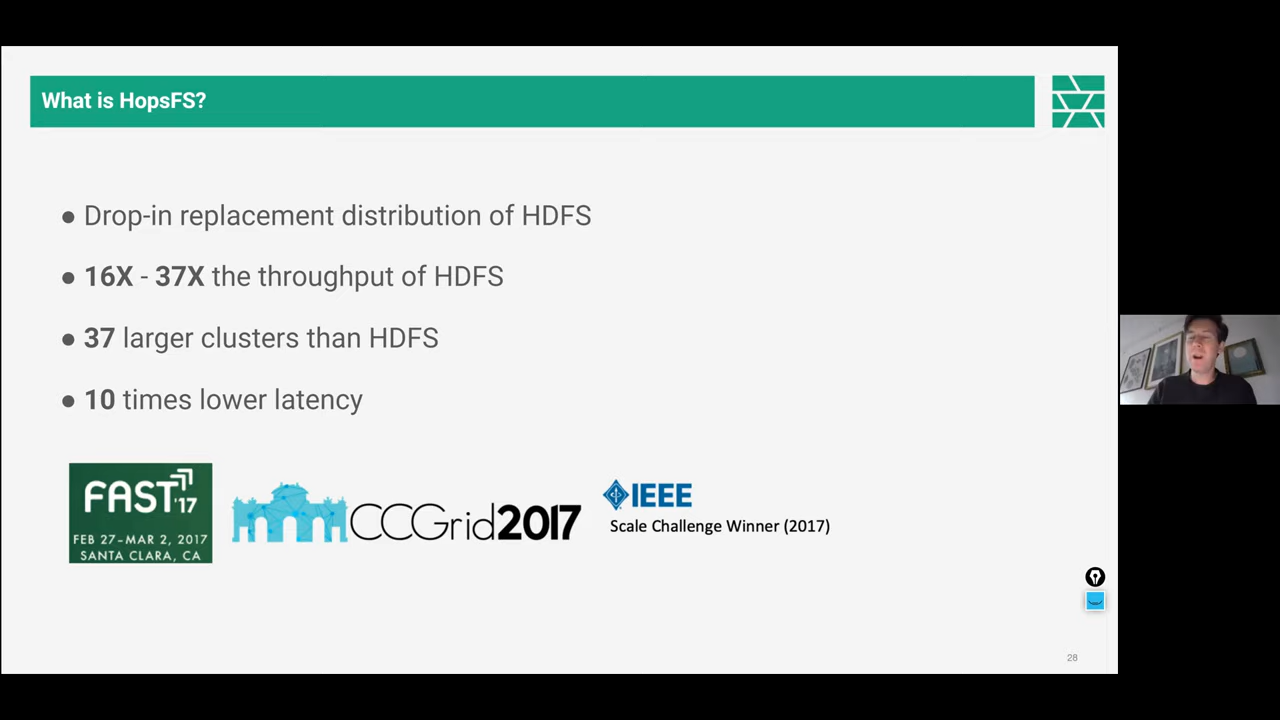 What is HopsFS?
● Drop-in replacement distribution of HDFS
● 16X - 37X the throughput of HDFS
● 37 larger clusters than HDFS
● 10 times lower latency
FAST '17
FEB 27–MAR 2, 2017
SANTA CLARA, CA
CCGrid2017
IEEE
Scale Challenge Winner (2017)
28